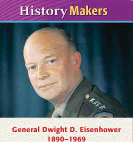 History Makers
General Dwight D. Eisenhower
1890–1969